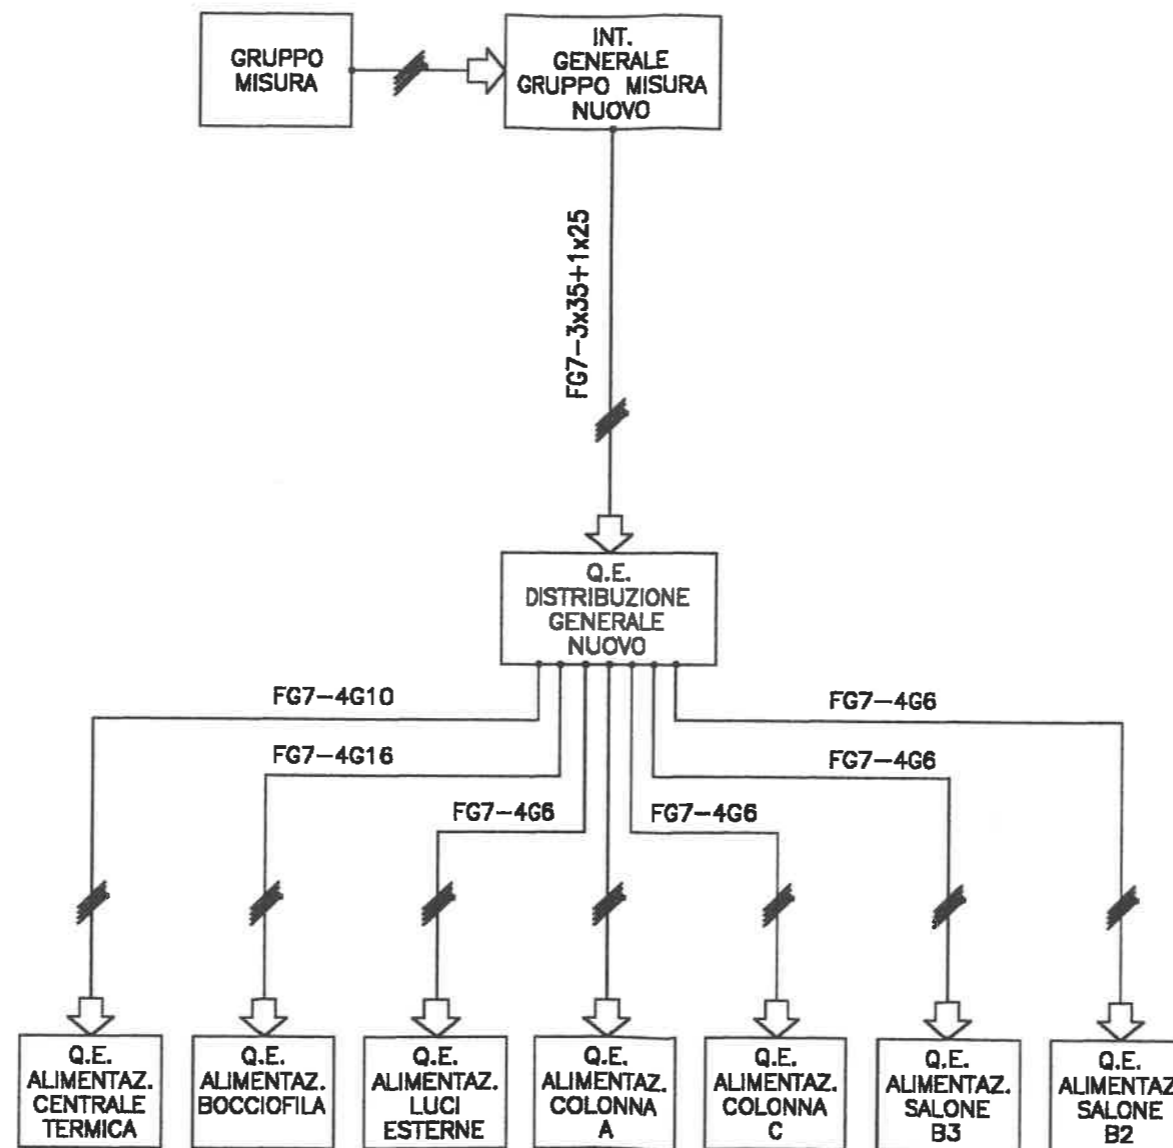 GRUPPO
MISURA
INT.
GENERALE
GRUPPO MISURA
NUOVO
FG7-3x35+1x25
Q.E.
DISTRIBUZIONE
GENERALE
NUOVO
FG7-4G10
FG7-4G6
FG7-4G16
FG7-4G6
FG7-4G6
FG7-4G6
Q.E.
ALIMENTAZ.
CENTRALE
TERMICA
Q.E.
ALIMENTAZ.
BOCCIOFILA
Q.E.
ALIMENTAZ.
LUCI
ESTERNE
Q.E.
ALIMENTAZ.
COLONNA
A
Q.E.
ALIMENTAZ.
COLONNA
C
Q.E.
ALIMENTAZ.
SALONE
B3
Q.E.
ALIMENTAZ
SALONE
B2